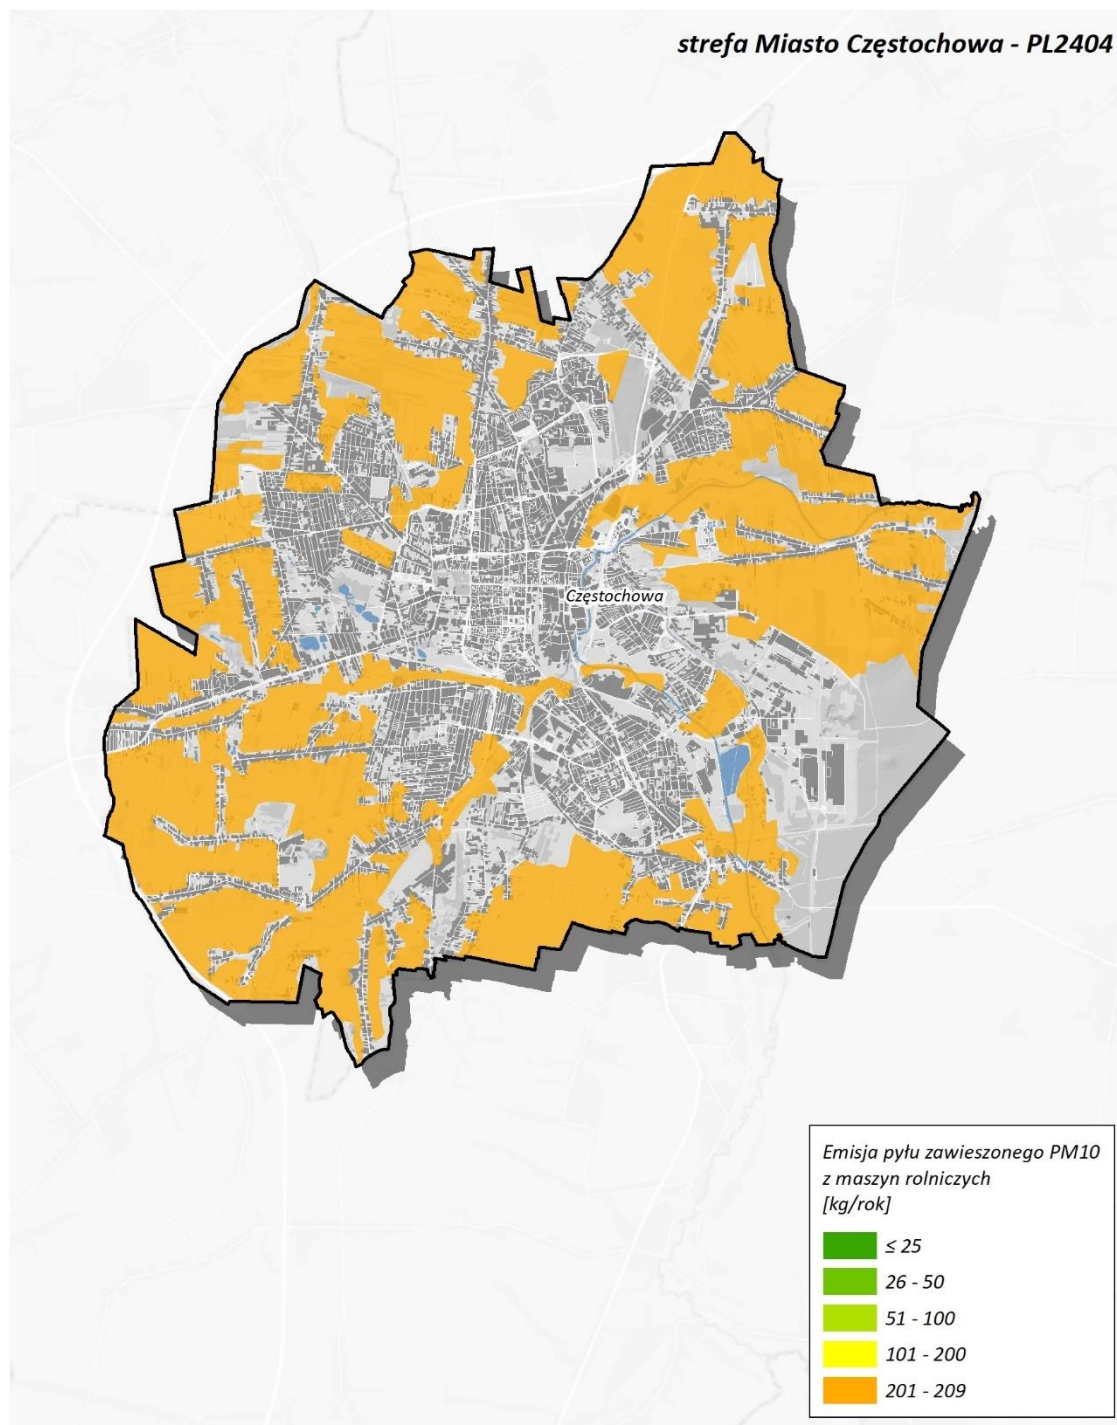 strefa Miasto Częstochowa - PL2404
Częstochowa
Emisja pyłu zawieszonego PM10
z maszyn rolniczych
[kg/rok]
≤ 25
26 - 50
51 - 100
101 - 200
201 - 209